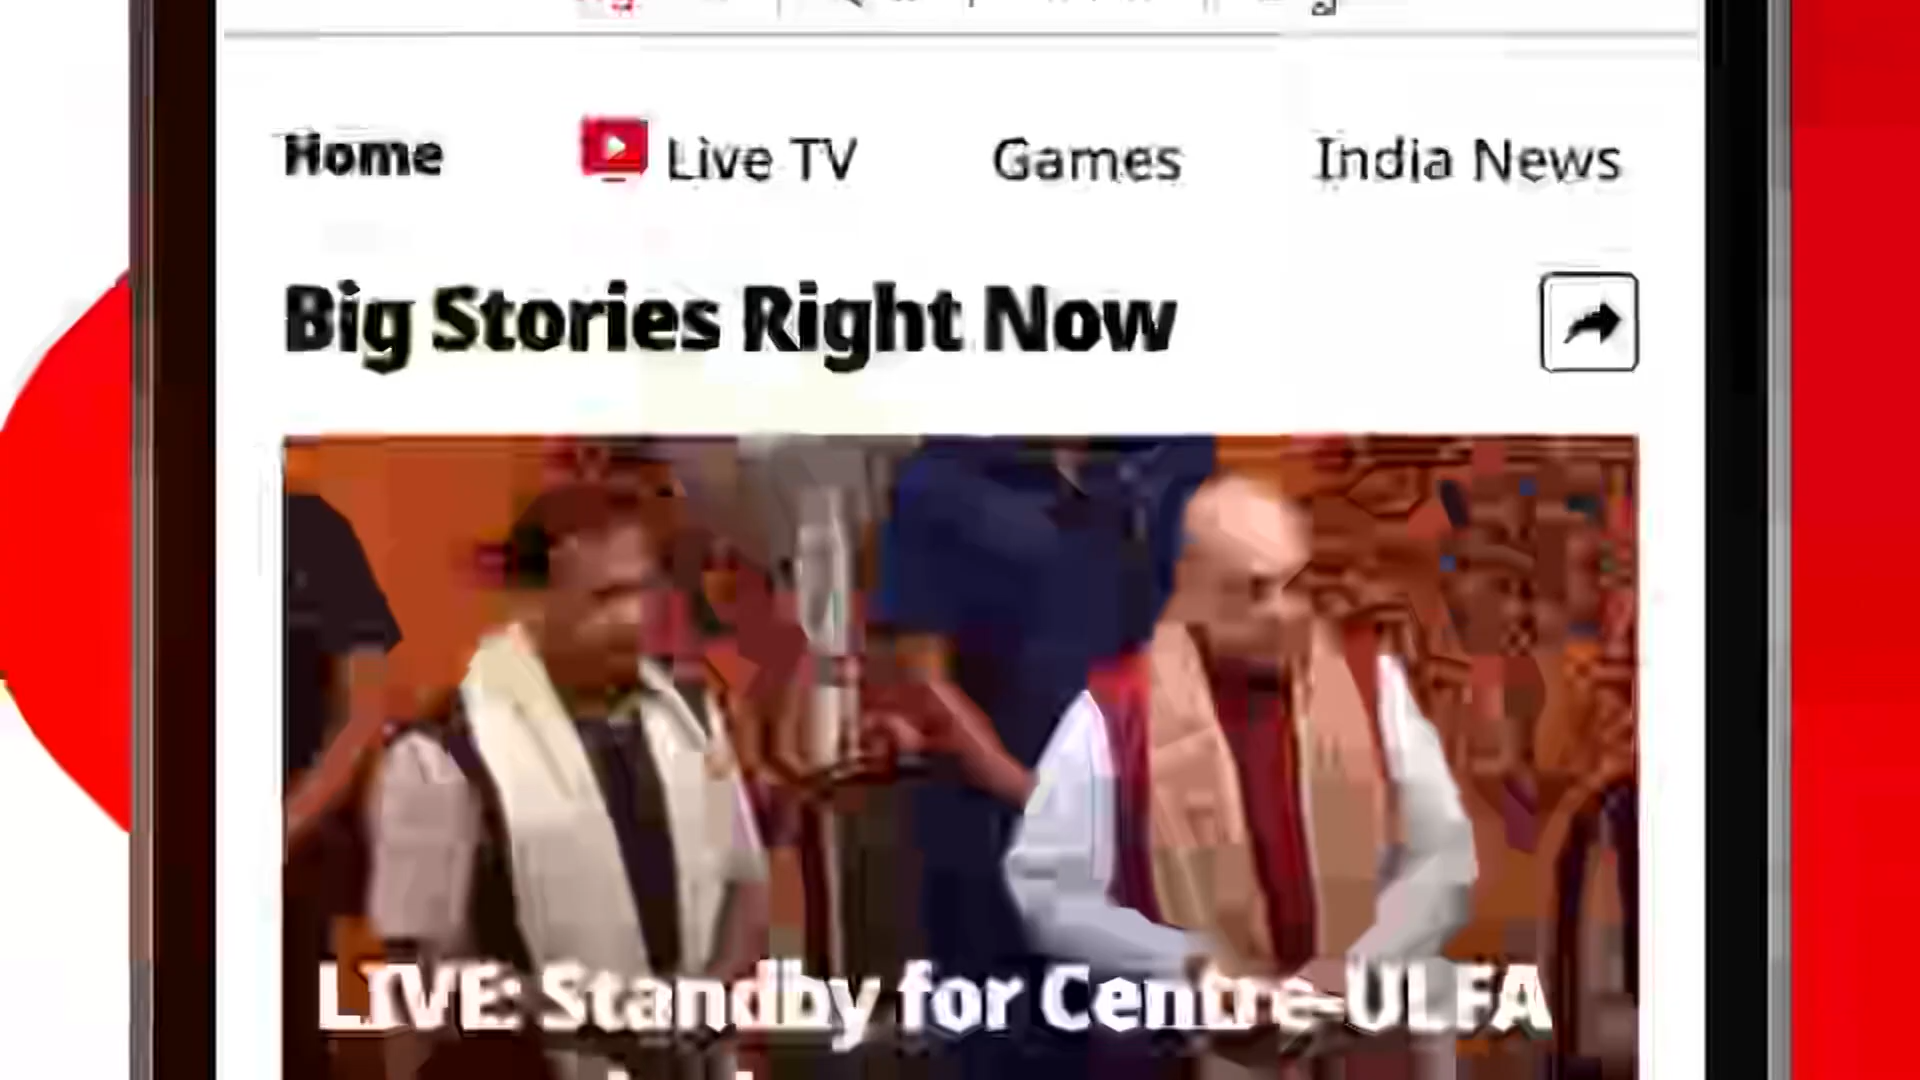 Home Live TV Games India News
Big Stories Right Now
LIVE: Standby for Centre-ULFA